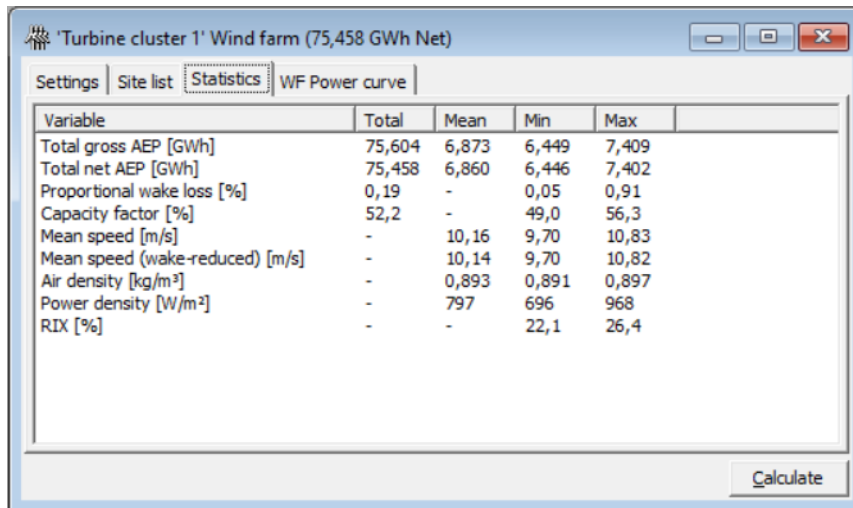 'Turbine cluster 1' Wind farm (75,458 GWh Net)
Settings Site list Statistics WF Power curve
Variable Total Mean Min Max
Total gross AEP [GWh] 75,604 6,873 6,449 7,409
Total net AEP [GWh] 75,458 6,860 6,446 7,402
Proportional wake loss [%] 0,19 - 0,05 0,91
Capacity factor [%] 52,2 - 49,0 56,3
Mean speed [m/s] - 10,16 9,70 10,83
Mean speed (wake-reduced) [m/s] - 10,14 9,70 10,82
Air density [kg/m³] - 0,893 0,891 0,897
Power density [W/m²] - 797 696 968
RIX [%] - - 22,1 26,4
Calculate